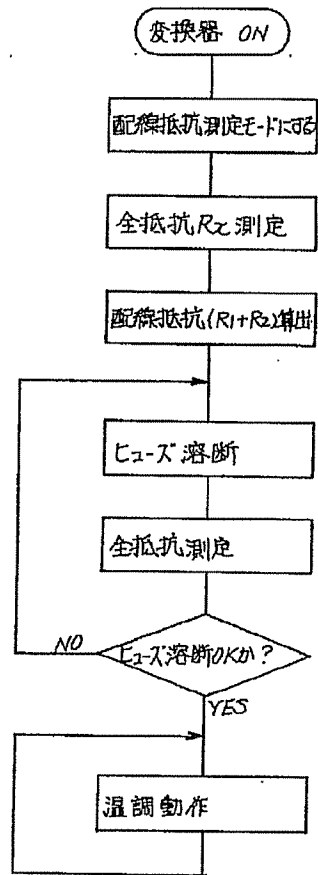 変換器 ON
配線抵抗測定モードにする
全抵抗Rx測定
配線抵抗(R1+R2)算出
ヒューズ溶断
全抵抗測定
ヒューズ溶断OKか?
NO
YES
温調動作